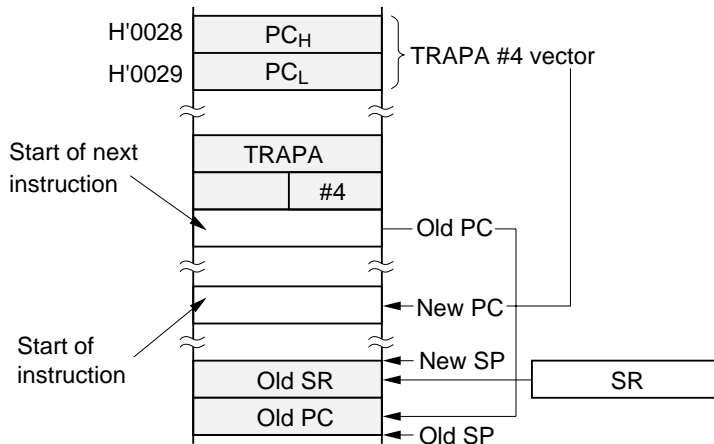 H'0028
PCH
H'0029
PCL
TRAPA #4 vector
Start of next
instruction
TRAPA
#4
Old PC
New PC
Start of
instruction
New SP
Old SR
SR
Old PC
Old SP